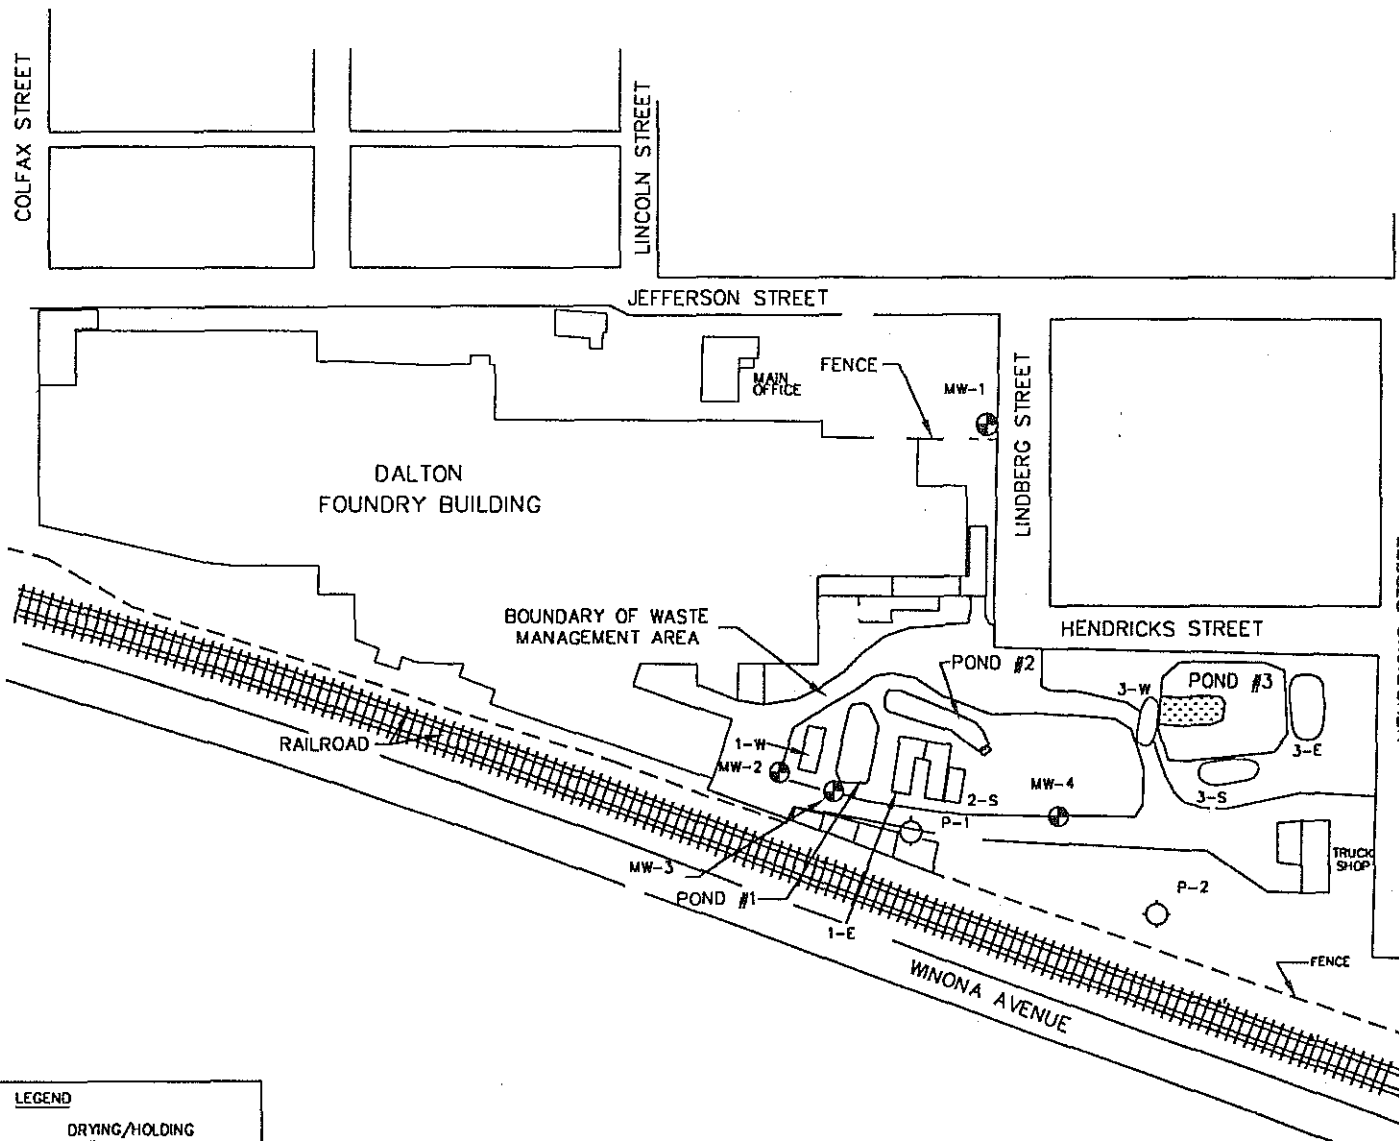 COLFAX STREET
LINCOLN STREET
JEFFERSON STREET
MAIN
OFFICE
FENCE
MW-1
LINDBERG STREET
DALTON
FOUNDRY BUILDING
BOUNDARY OF WASTE
MANAGEMENT AREA
HENDRICKS STREET
POND #2
3-W
POND #3
RAILROAD
1-W
MW-2
3-E
MW-4
3-S
2-S
P-1
MW-3
TRUCK
SHOP
POND #1
P-2
1-E
FENCE
WINONA AVENUE
LEGEND
DRYING/HOLDING